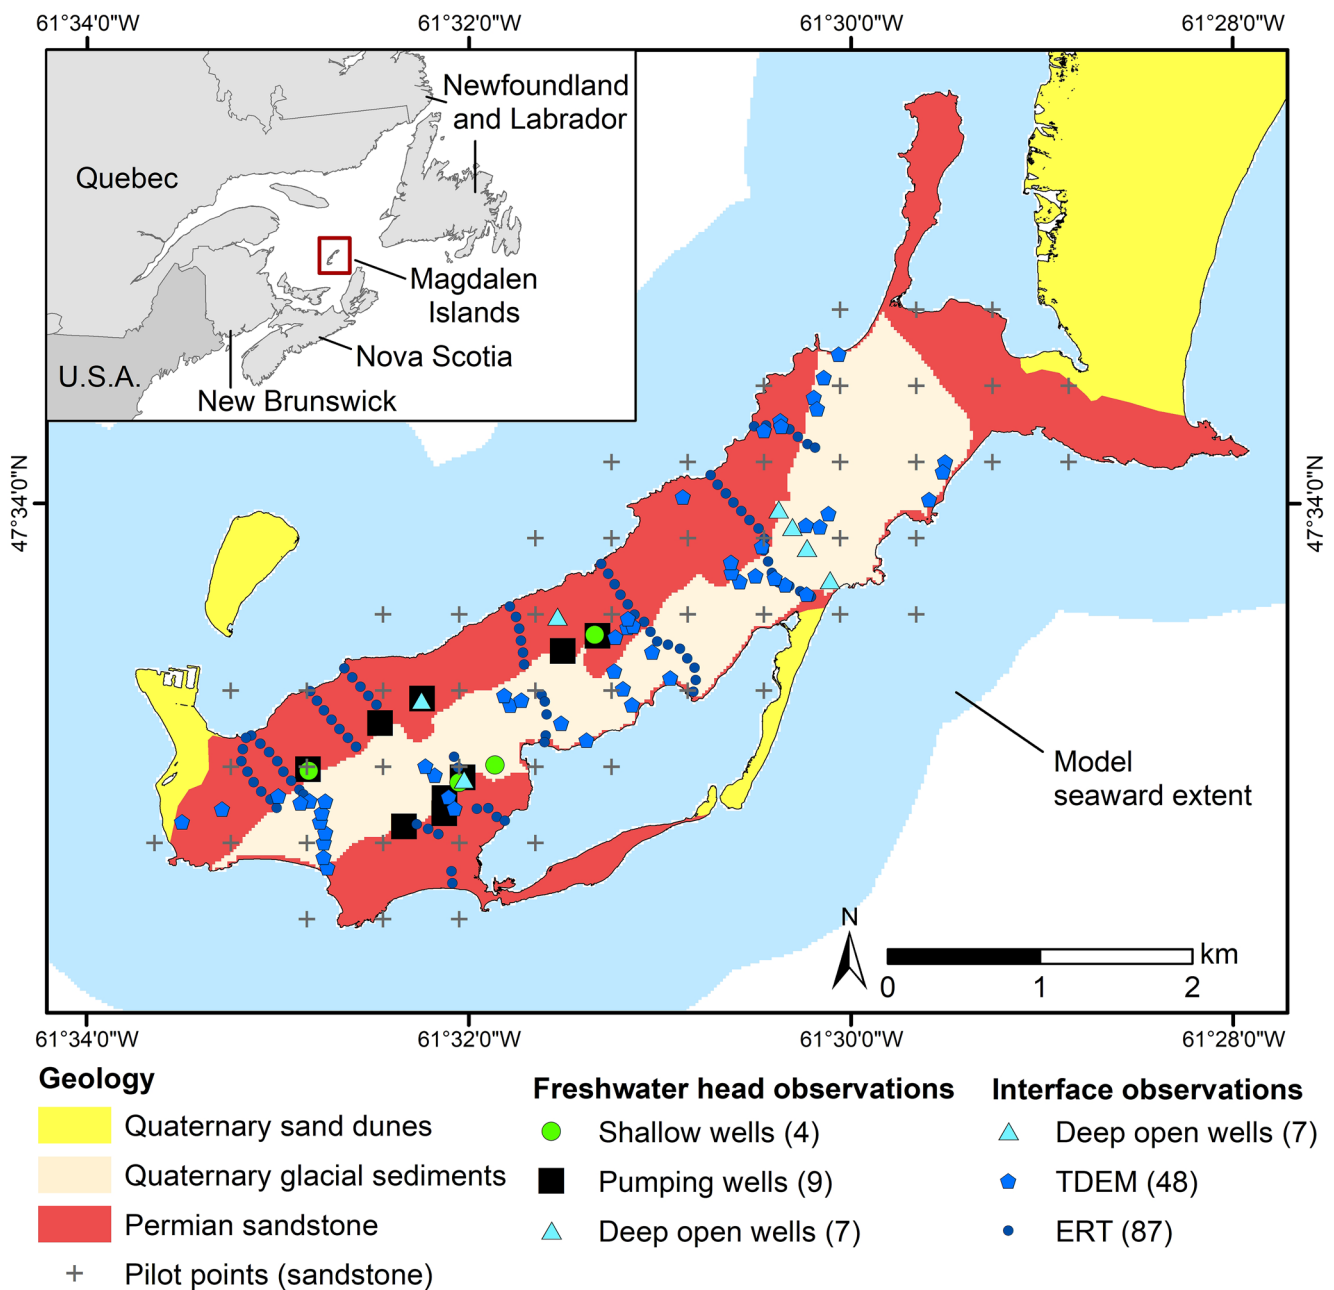 61°34'0"W
61°32'0"W
61°30'0"W
61°28'0"W
Newfoundland
and Labrador
Quebec
Magdalen
Islands
Nova Scotia
U.S.A.
New Brunswick
47°34'0"N
47°34'0"N
Model
seaward extent
N
km
0
1
2
61°34'0"W
61°32'0"W
61°30'0"W
61°28'0"W
Geology
Quaternary sand dunes
Quaternary glacial sediments
Permian sandstone
Pilot points (sandstone)
Freshwater head observations
Shallow wells (4)
Pumping wells (9)
Deep open wells (7)
Interface observations
Deep open wells (7)
TDEM (48)
ERT (87)